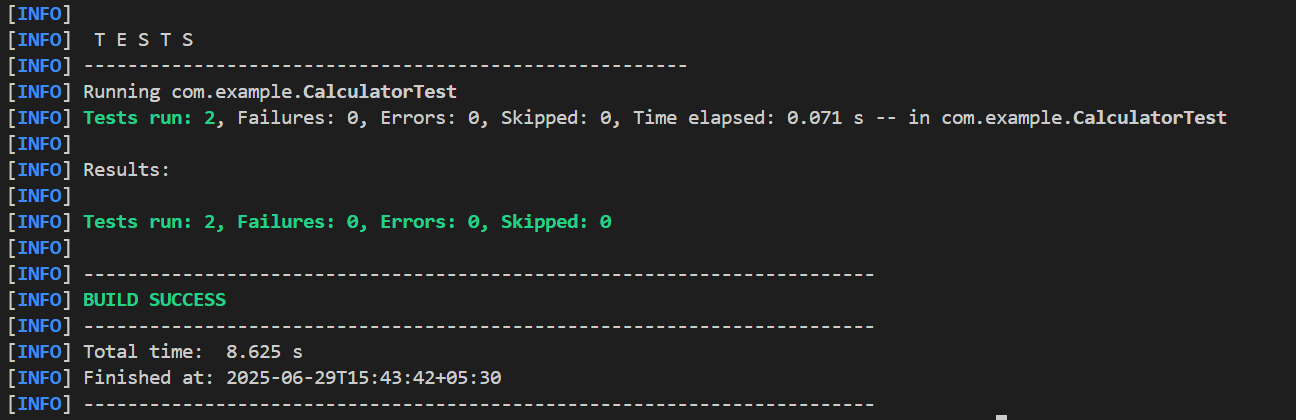 [INFO]
[INFO]  T E S T S
[INFO] -------------------------------------------------------
[INFO] Running com.example.CalculatorTest
[INFO] Tests run: 2, Failures: 0, Errors: 0, Skipped: 0, Time elapsed: 0.071 s -- in com.example.CalculatorTest
[INFO]
[INFO] Results:
[INFO]
[INFO] Tests run: 2, Failures: 0, Errors: 0, Skipped: 0
[INFO]
[INFO] ------------------------------------------------------------------------
[INFO] BUILD SUCCESS
[INFO] ------------------------------------------------------------------------
[INFO] Total time:  8.625 s
[INFO] Finished at: 2025-06-29T15:43:42+05:30
[INFO] ------------------------------------------------------------------------